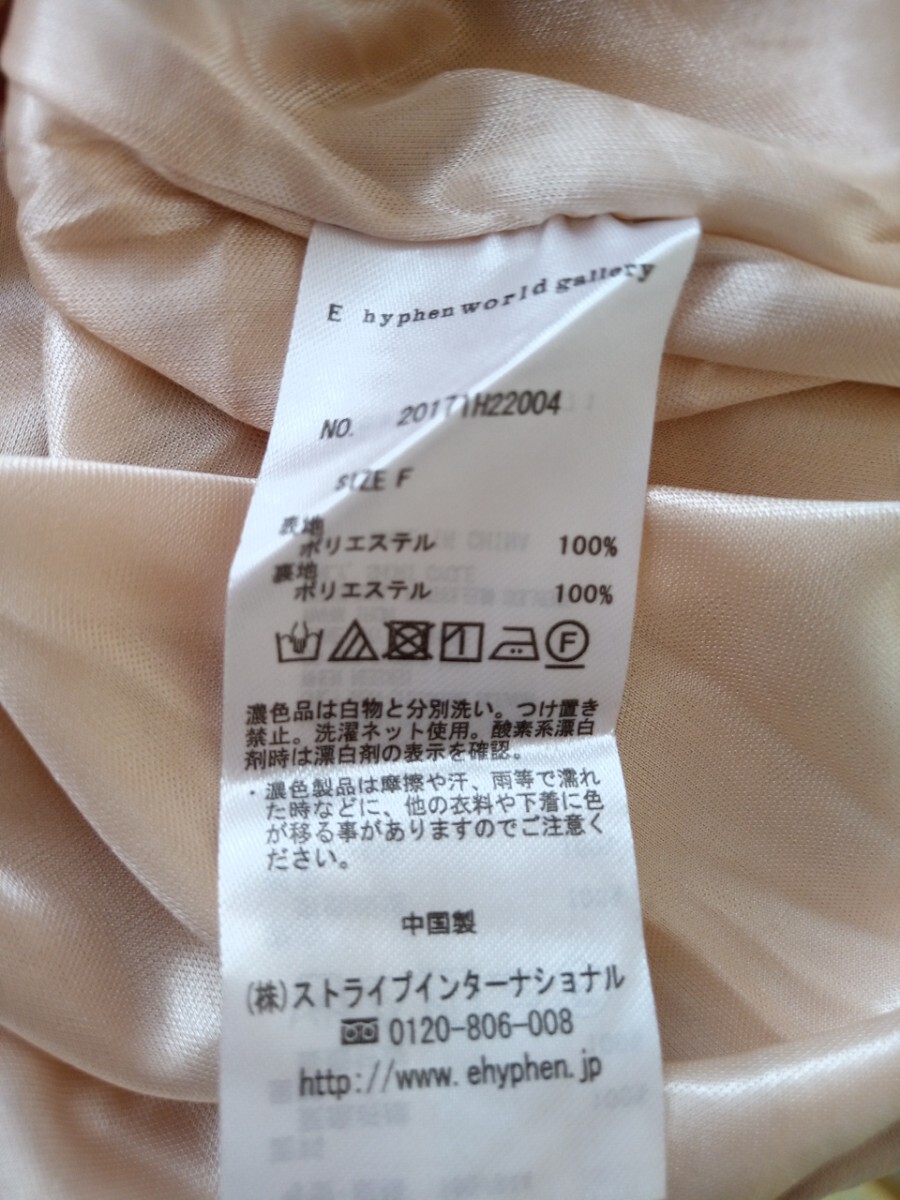 E hyphen world gallery
NO. 20171H22004
SIZE F
表地
ポリエステル 100%
裏地
ポリエステル 100%
F
濃色品は白物と分別洗い。つけ置き
禁止。洗濯ネット使用。酸素系漂白
剤時は漂白剤の表示を確認。
・濃色製品は摩擦や汗、雨等で濡れ
た時などに、他の衣料や下着に色
が移る事がありますのでご注意く
ださい。
中国製
(株)ストライプインターナショナル
0120-806-008
http://www.ehyphen.jp